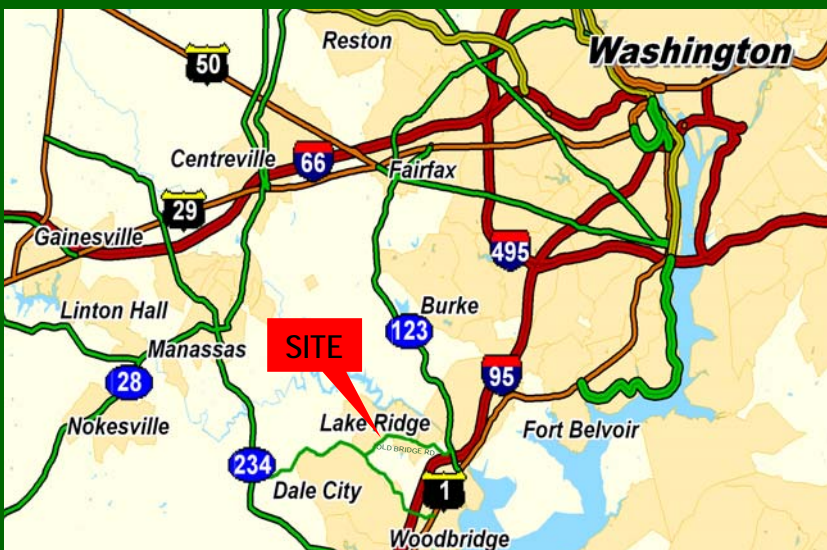 Reston
Washington
50
Centreville
66
Fairfax
29
Gainesville
495
Linton Hall
Burke
123
SITE
Manassas
95
28
Lake Ridge
Nokesville
Fort Belvoir
OLD BRIDGE RD
234
Dale City
1
Woodbridge